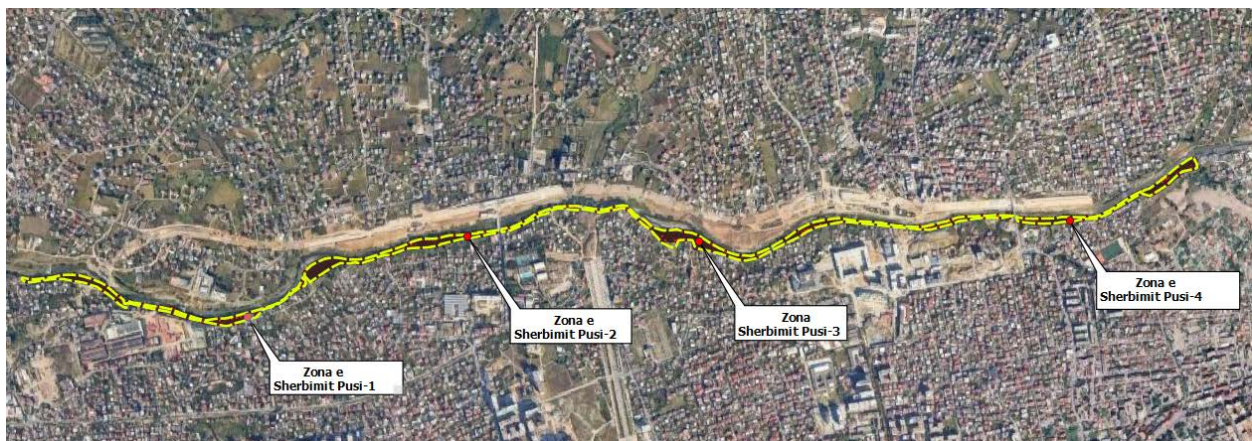 Zona e
Sherbimit Pusi-1
Zona e
Sherbimit Pusi-2
Zona
Sherbimit Pusi-3
Zona e
Sherbimit Pusi-4